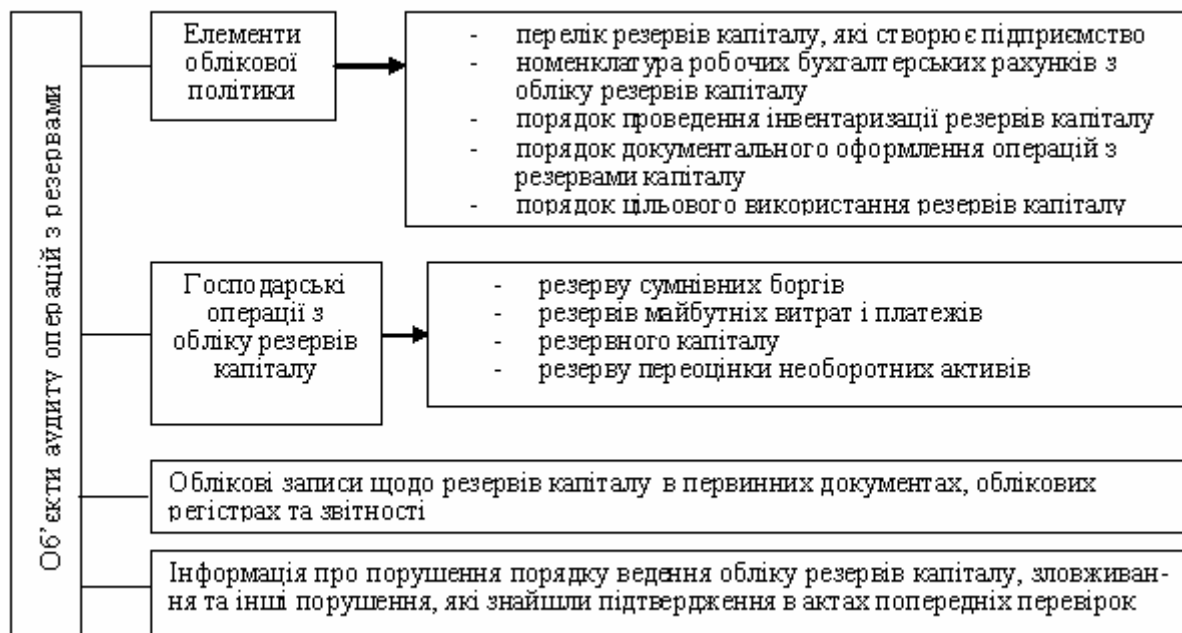 Об’єкти аудиту операцій з резервами
Елементи
облікової
політики
- перелік резервів капіталу, які створює підприємство
- номенклатура робочих бухгалтерських рахунків з
обліку резервів капіталу
- порядок проведення інвентаризації резервів капіталу
- порядок документального оформлення операцій з
резервами капіталу
- порядок цільового використання резервів капіталу
Господарські
операції з
обліку резервів
капіталу
- резерву сумнівних боргів
- резервів майбутніх витрат і платежів
- резервного капіталу
- резерву переоцінки необоротних активів
Облікові записи щодо резервів капіталу в первинних документах, облікових
регістрах та звітності
Інформація про порушення порядку ведення обліку резервів капіталу, зловживан-
ня та інші порушення, які знайшли підтвердження в актах попередніх перевірок